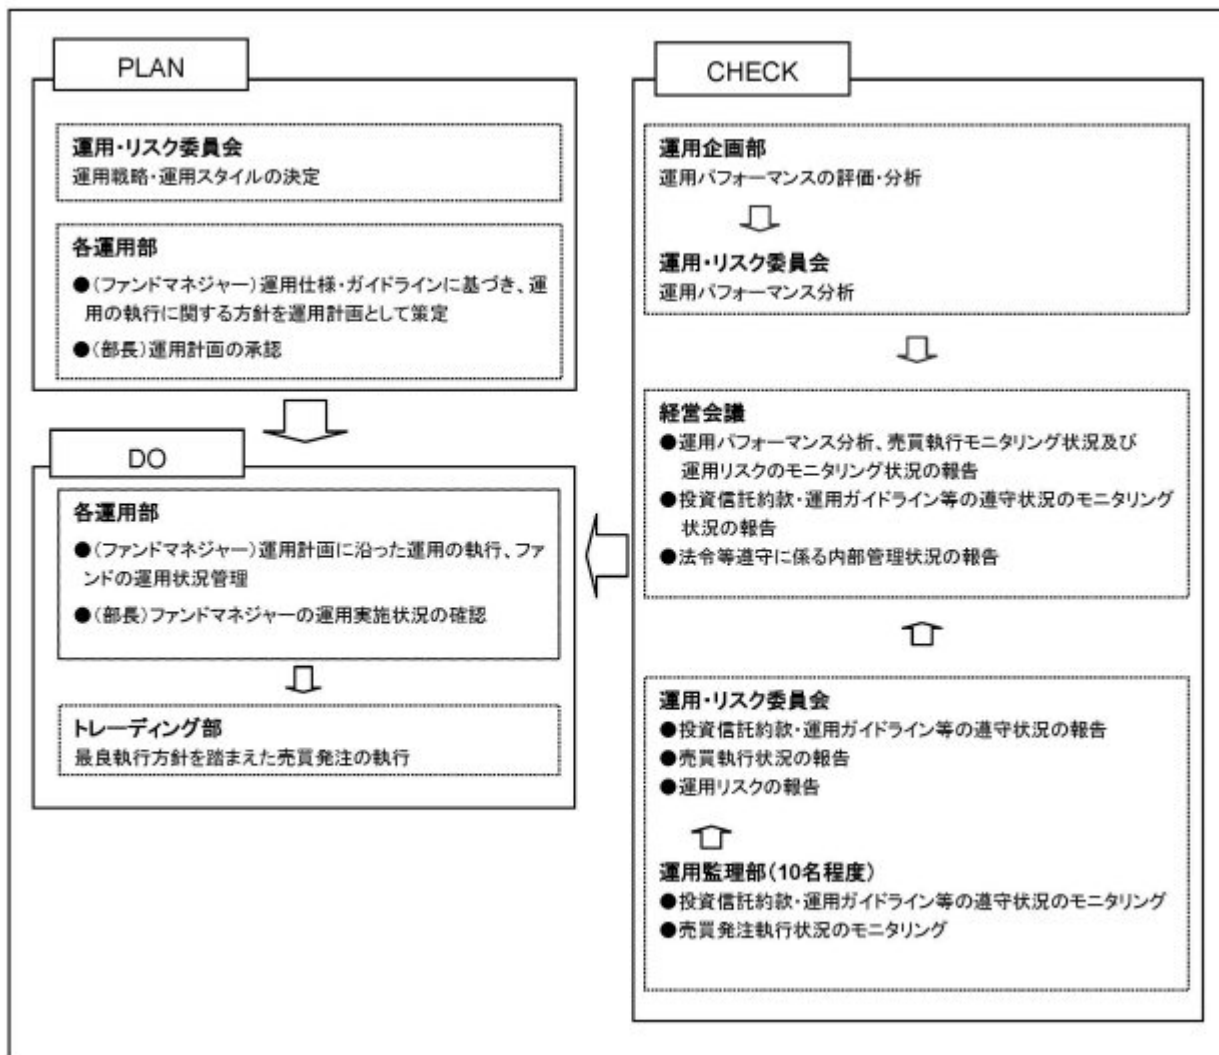 PLAN
運用・リスク委員会
運用戦略・運用スタイルの決定
各運用部
●(ファンドマネジャー)運用仕様・ガイドラインに基づき、運
用の執行に関する方針を運用計画として策定
●(部長)運用計画の承認
DO
各運用部
●(ファンドマネジャー)運用計画に沿った運用の執行、ファ
ンドの運用状況管理
●(部長)ファンドマネジャーの運用実施状況の確認
トレーディング部
最良執行方針を踏まえた売買発注の執行
CHECK
運用企画部
運用パフォーマンスの評価・分析
運用・リスク委員会
運用パフォーマンス分析
経営会議
●運用パフォーマンス分析、売買執行モニタリング状況及び
運用リスクのモニタリング状況の報告
●投資信託約款・運用ガイドライン等の遵守状況のモニタリング
状況の報告
●法令等遵守に係る内部管理状況の報告
運用・リスク委員会
●投資信託約款・運用ガイドライン等の遵守状況の報告
●売買執行状況の報告
●運用リスクの報告
運用監理部(10名程度)
●投資信託約款・運用ガイドライン等の遵守状況のモニタリング
●売買発注執行状況のモニタリング